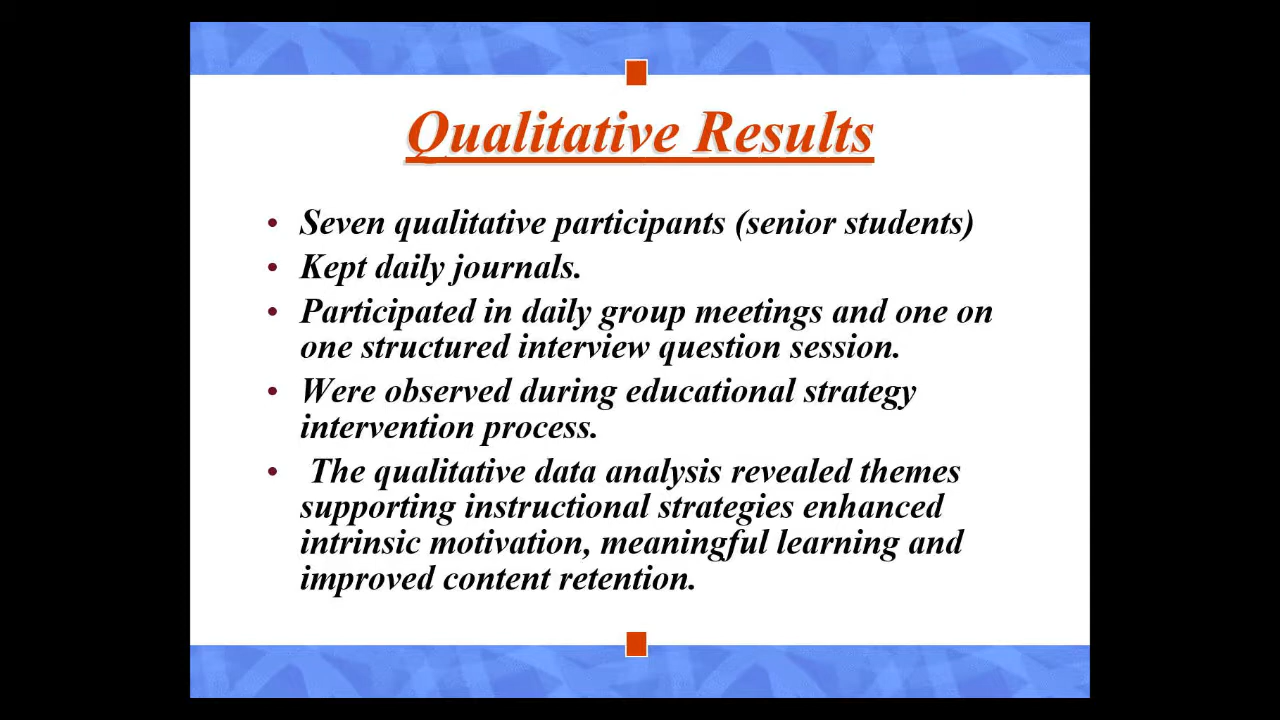 Qualitative Results
• Seven qualitative participants (senior students)
• Kept daily journals.
• Participated in daily group meetings and one on
one structured interview question session.
• Were observed during educational strategy
intervention process.
• The qualitative data analysis revealed themes
supporting instructional strategies enhanced
intrinsic motivation, meaningful learning and
improved content retention.